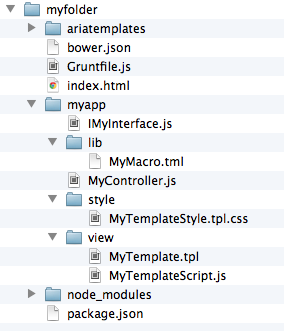 myfolder
ariatemplates
bower.json
Gruntfile.js
index.html
myapp
IMyInterface.js
lib
MyMacro.tml
MyController.js
style
MyTemplateStyle.tpl.css
view
MyTemplate.tpl
MyTemplateScript.js
node_modules
package.json